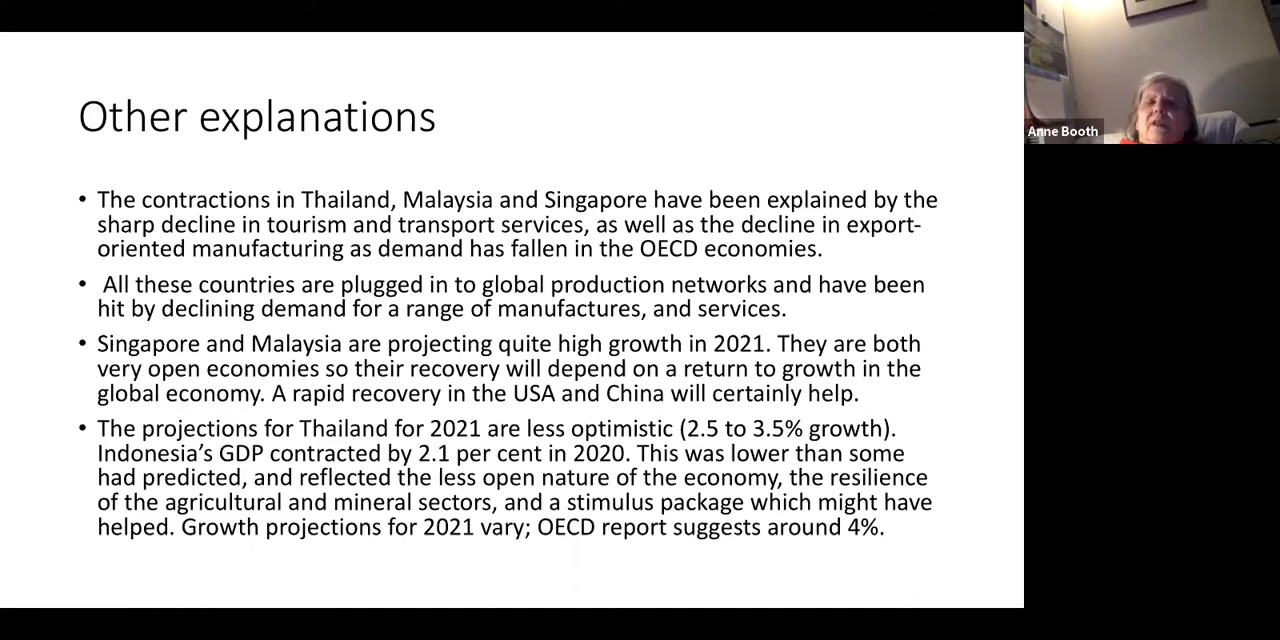 Other explanations
• The contractions in Thailand, Malaysia and Singapore have been explained by the
sharp decline in tourism and transport services, as well as the decline in export-
oriented manufacturing as demand has fallen in the OECD economies.
• All these countries are plugged in to global production networks and have been
hit by declining demand for a range of manufactures, and services.
• Singapore and Malaysia are projecting quite high growth in 2021. They are both
very open economies so their recovery will depend on a return to growth in the
global economy. A rapid recovery in the USA and China will certainly help.
• The projections for Thailand for 2021 are less optimistic (2.5 to 3.5% growth).
Indonesia’s GDP contracted by 2.1 per cent in 2020. This was lower than some
had predicted, and reflected the less open nature of the economy, the resilience
of the agricultural and mineral sectors, and a stimulus package which might have
helped. Growth projections for 2021 vary; OECD report suggests around 4%.
Anne Booth